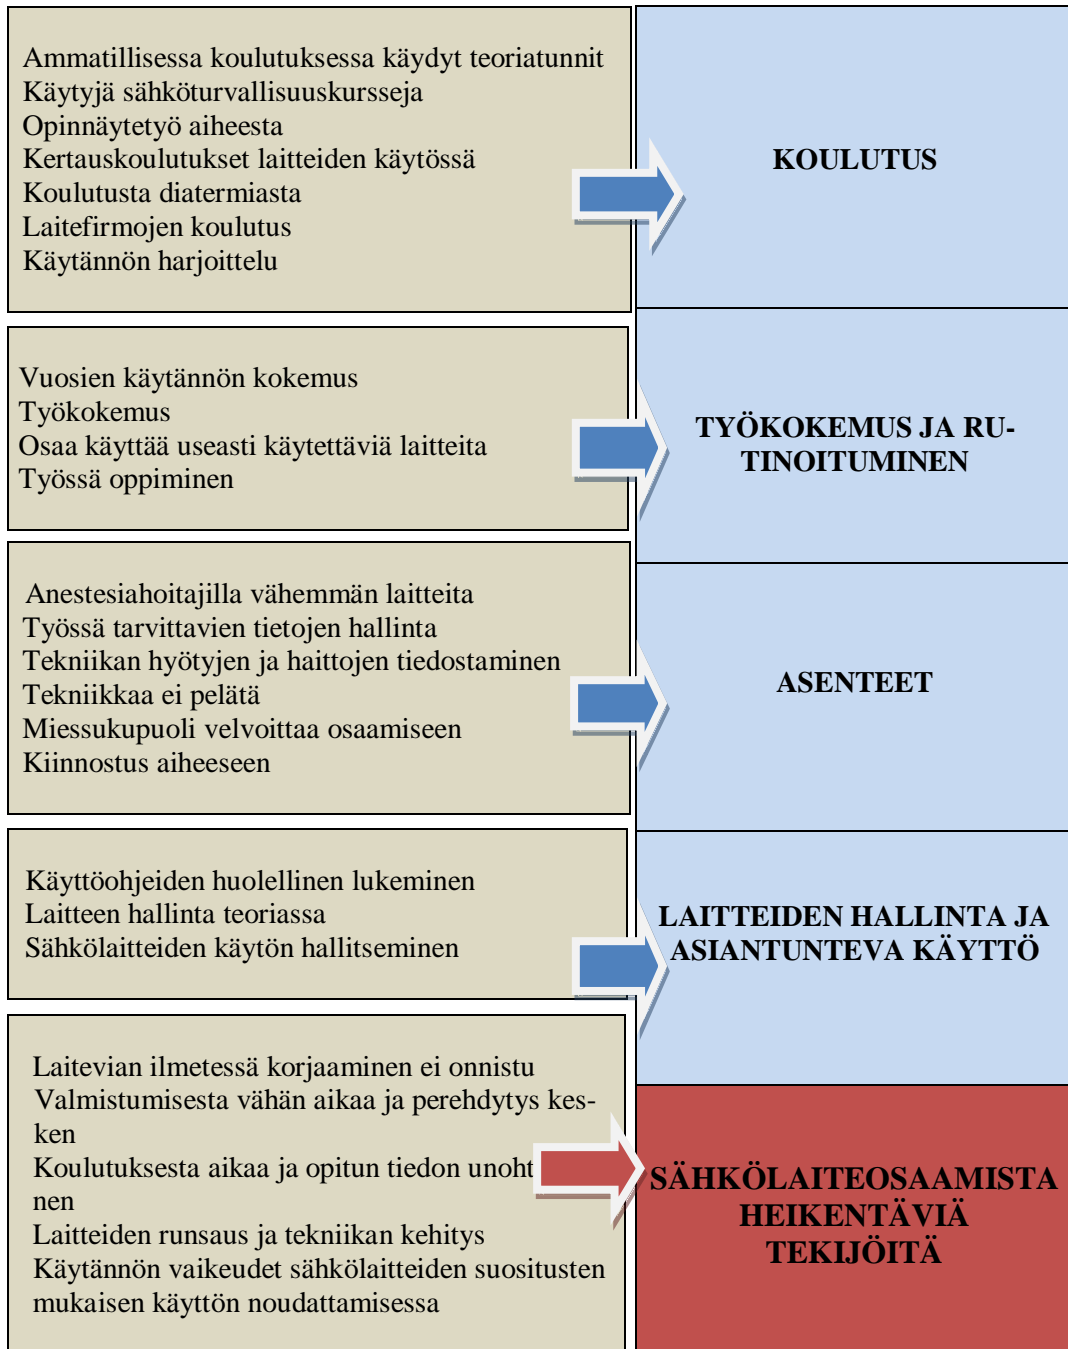 Ammatillisessa koulutuksessa käydyt teoriatunnit
Käytyjä sähköturvallisuuskursseja
Opinnäytetyö aiheesta
Kertauskoulutukset laitteiden käytössä
Koulutusta diatermiasta
Laitefirmojen koulutus
Käytännön harjoittelu
KOULUTUS
Vuosien käytännön kokemus
Työkokemus
Osaa käyttää useasti käytettäviä laitteita
Työssä oppiminen
TYÖKOKEMUS JA RU-
TINOITUMINEN
Anestesiahoitajilla vähemmän laitteita
Työssä tarvittavien tietojen hallinta
Tekniikan hyötyjen ja haittojen tiedostaminen
Tekniikkaa ei pelätä
Miessukupuoli velvoittaa osaamiseen
Kiinnostus aiheeseen
ASENTEET
Käyttöohjeiden huolellinen lukeminen
Laitteen hallinta teoriassa
Sähkölaitteiden käytön hallitseminen
LAITTEIDEN HALLINTA JA
ASIANTUNTEVA KÄYTTÖ
Laitevian ilmetessä korjaaminen ei onnistu
Valmistumisesta vähän aikaa ja perehdytys kes-
ken
Koulutuksesta aikaa ja opitun tiedon
nen
Laitteiden runsaus ja tekniikan kehitys
Käytännön vaikeudet sähkölaitteiden suositusten
mukaisen käyttön noudattamisessa
SÄHKÖLAITEOSAAMISTA
HEIKENTÄVIÄ
TEKIJÖITÄ